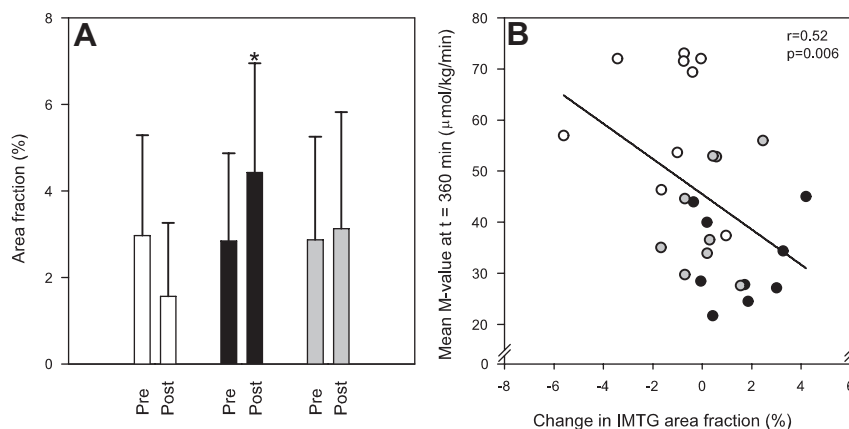 A
Area fraction (%)
8
6
4
2
0
*
Pre
Post
Pre
Post
Pre
Post
B
r=0.52
p=0.006
Mean M-value at t = 360 min (μmol/kg/min)
80
70
60
50
40
30
20
0
-8 -6 -4 -2 0 2 4 6
Change in IMTG area fraction (%)